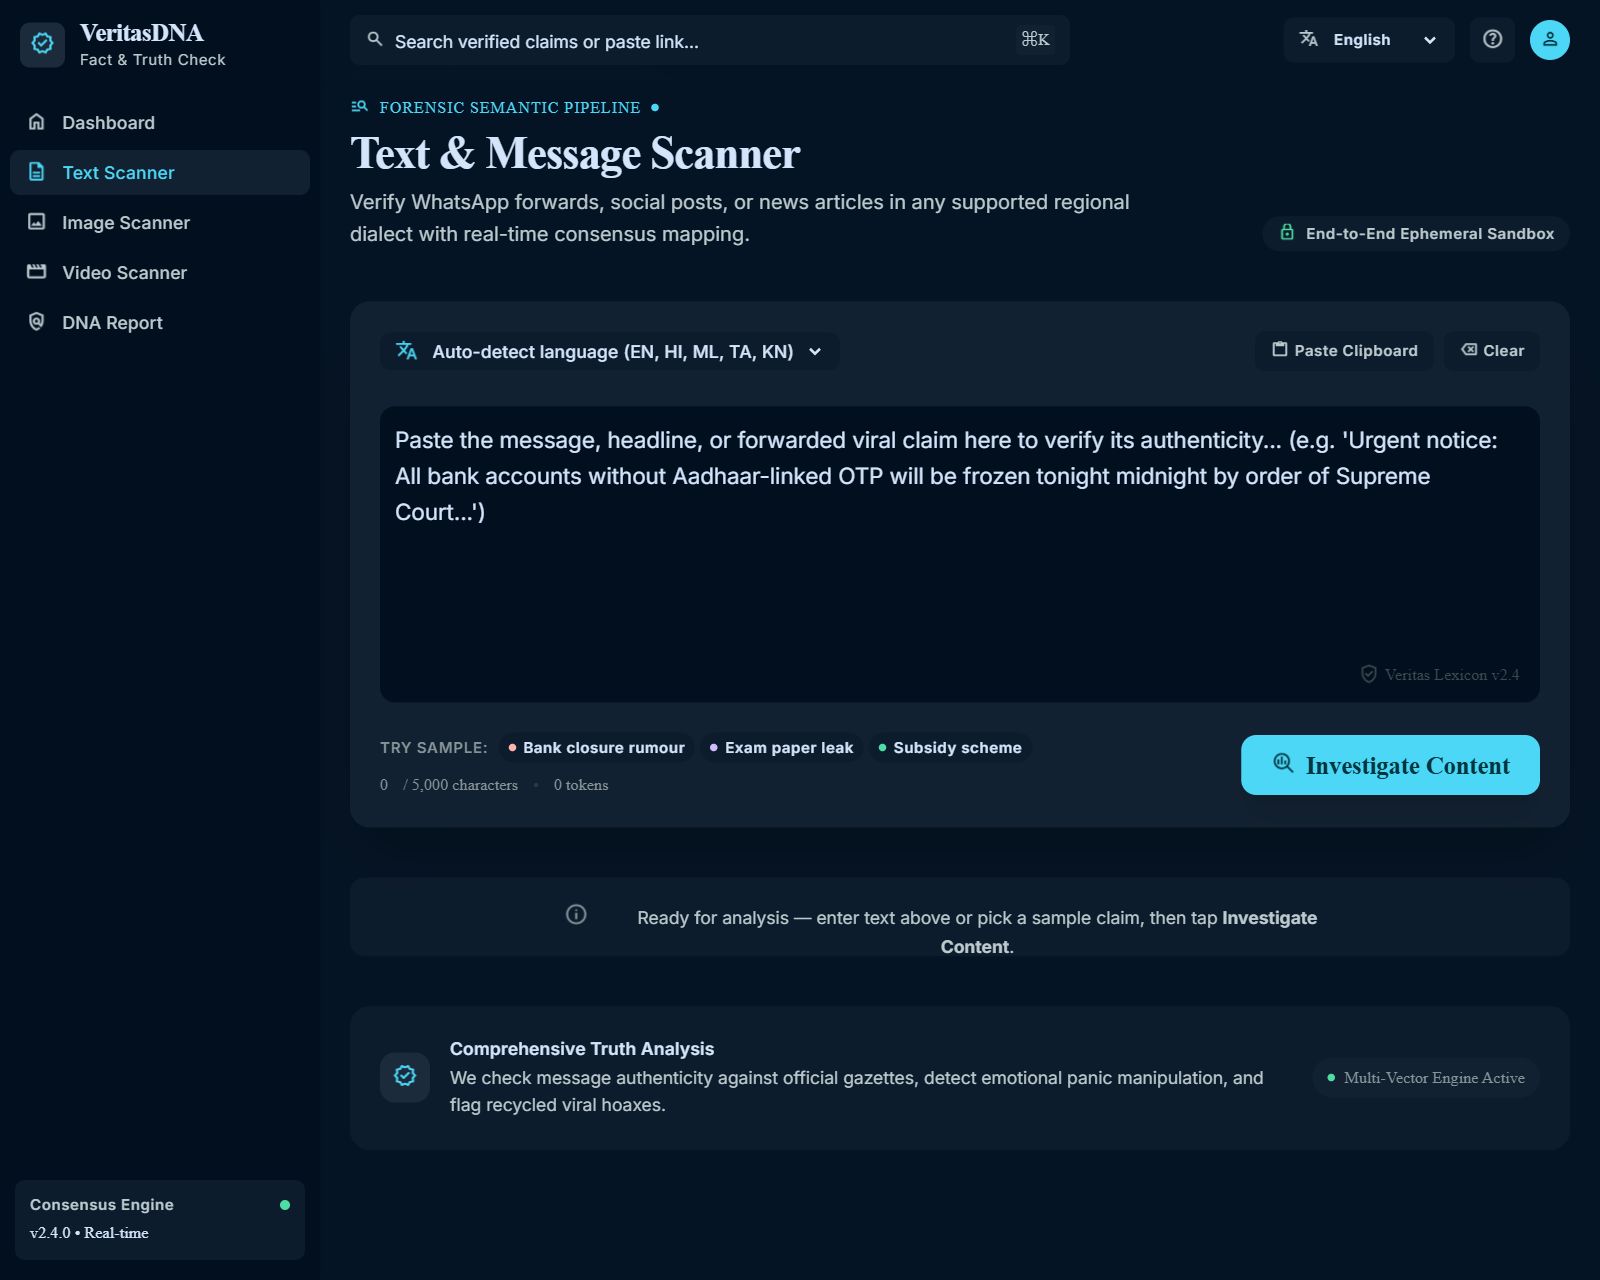 VeritasDNA
Fact & Truth Check
Dashboard
Text Scanner
Image Scanner
Video Scanner
DNA Report
Consensus Engine
v2.4.0 • Real-time
Search verified claims or paste link...
⌘K
English
FORENSIC SEMANTIC PIPELINE
Text & Message Scanner
Verify WhatsApp forwards, social posts, or news articles in any supported regional
dialect with real-time consensus mapping.
End-to-End Ephemeral Sandbox
Auto-detect language (EN, HI, ML, TA, KN)
Paste Clipboard
Clear
Paste the message, headline, or forwarded viral claim here to verify its authenticity... (e.g. 'Urgent notice:
All bank accounts without Aadhaar-linked OTP will be frozen tonight midnight by order of Supreme
Court...')
Veritas Lexicon v2.4
TRY SAMPLE:
Bank closure rumour
Exam paper leak
Subsidy scheme
0 / 5,000 characters • 0 tokens
Investigate Content
Ready for analysis — enter text above or pick a sample claim, then tap Investigate
Content.
Comprehensive Truth Analysis
We check message authenticity against official gazettes, detect emotional panic manipulation, and
flag recycled viral hoaxes.
Multi-Vector Engine Active